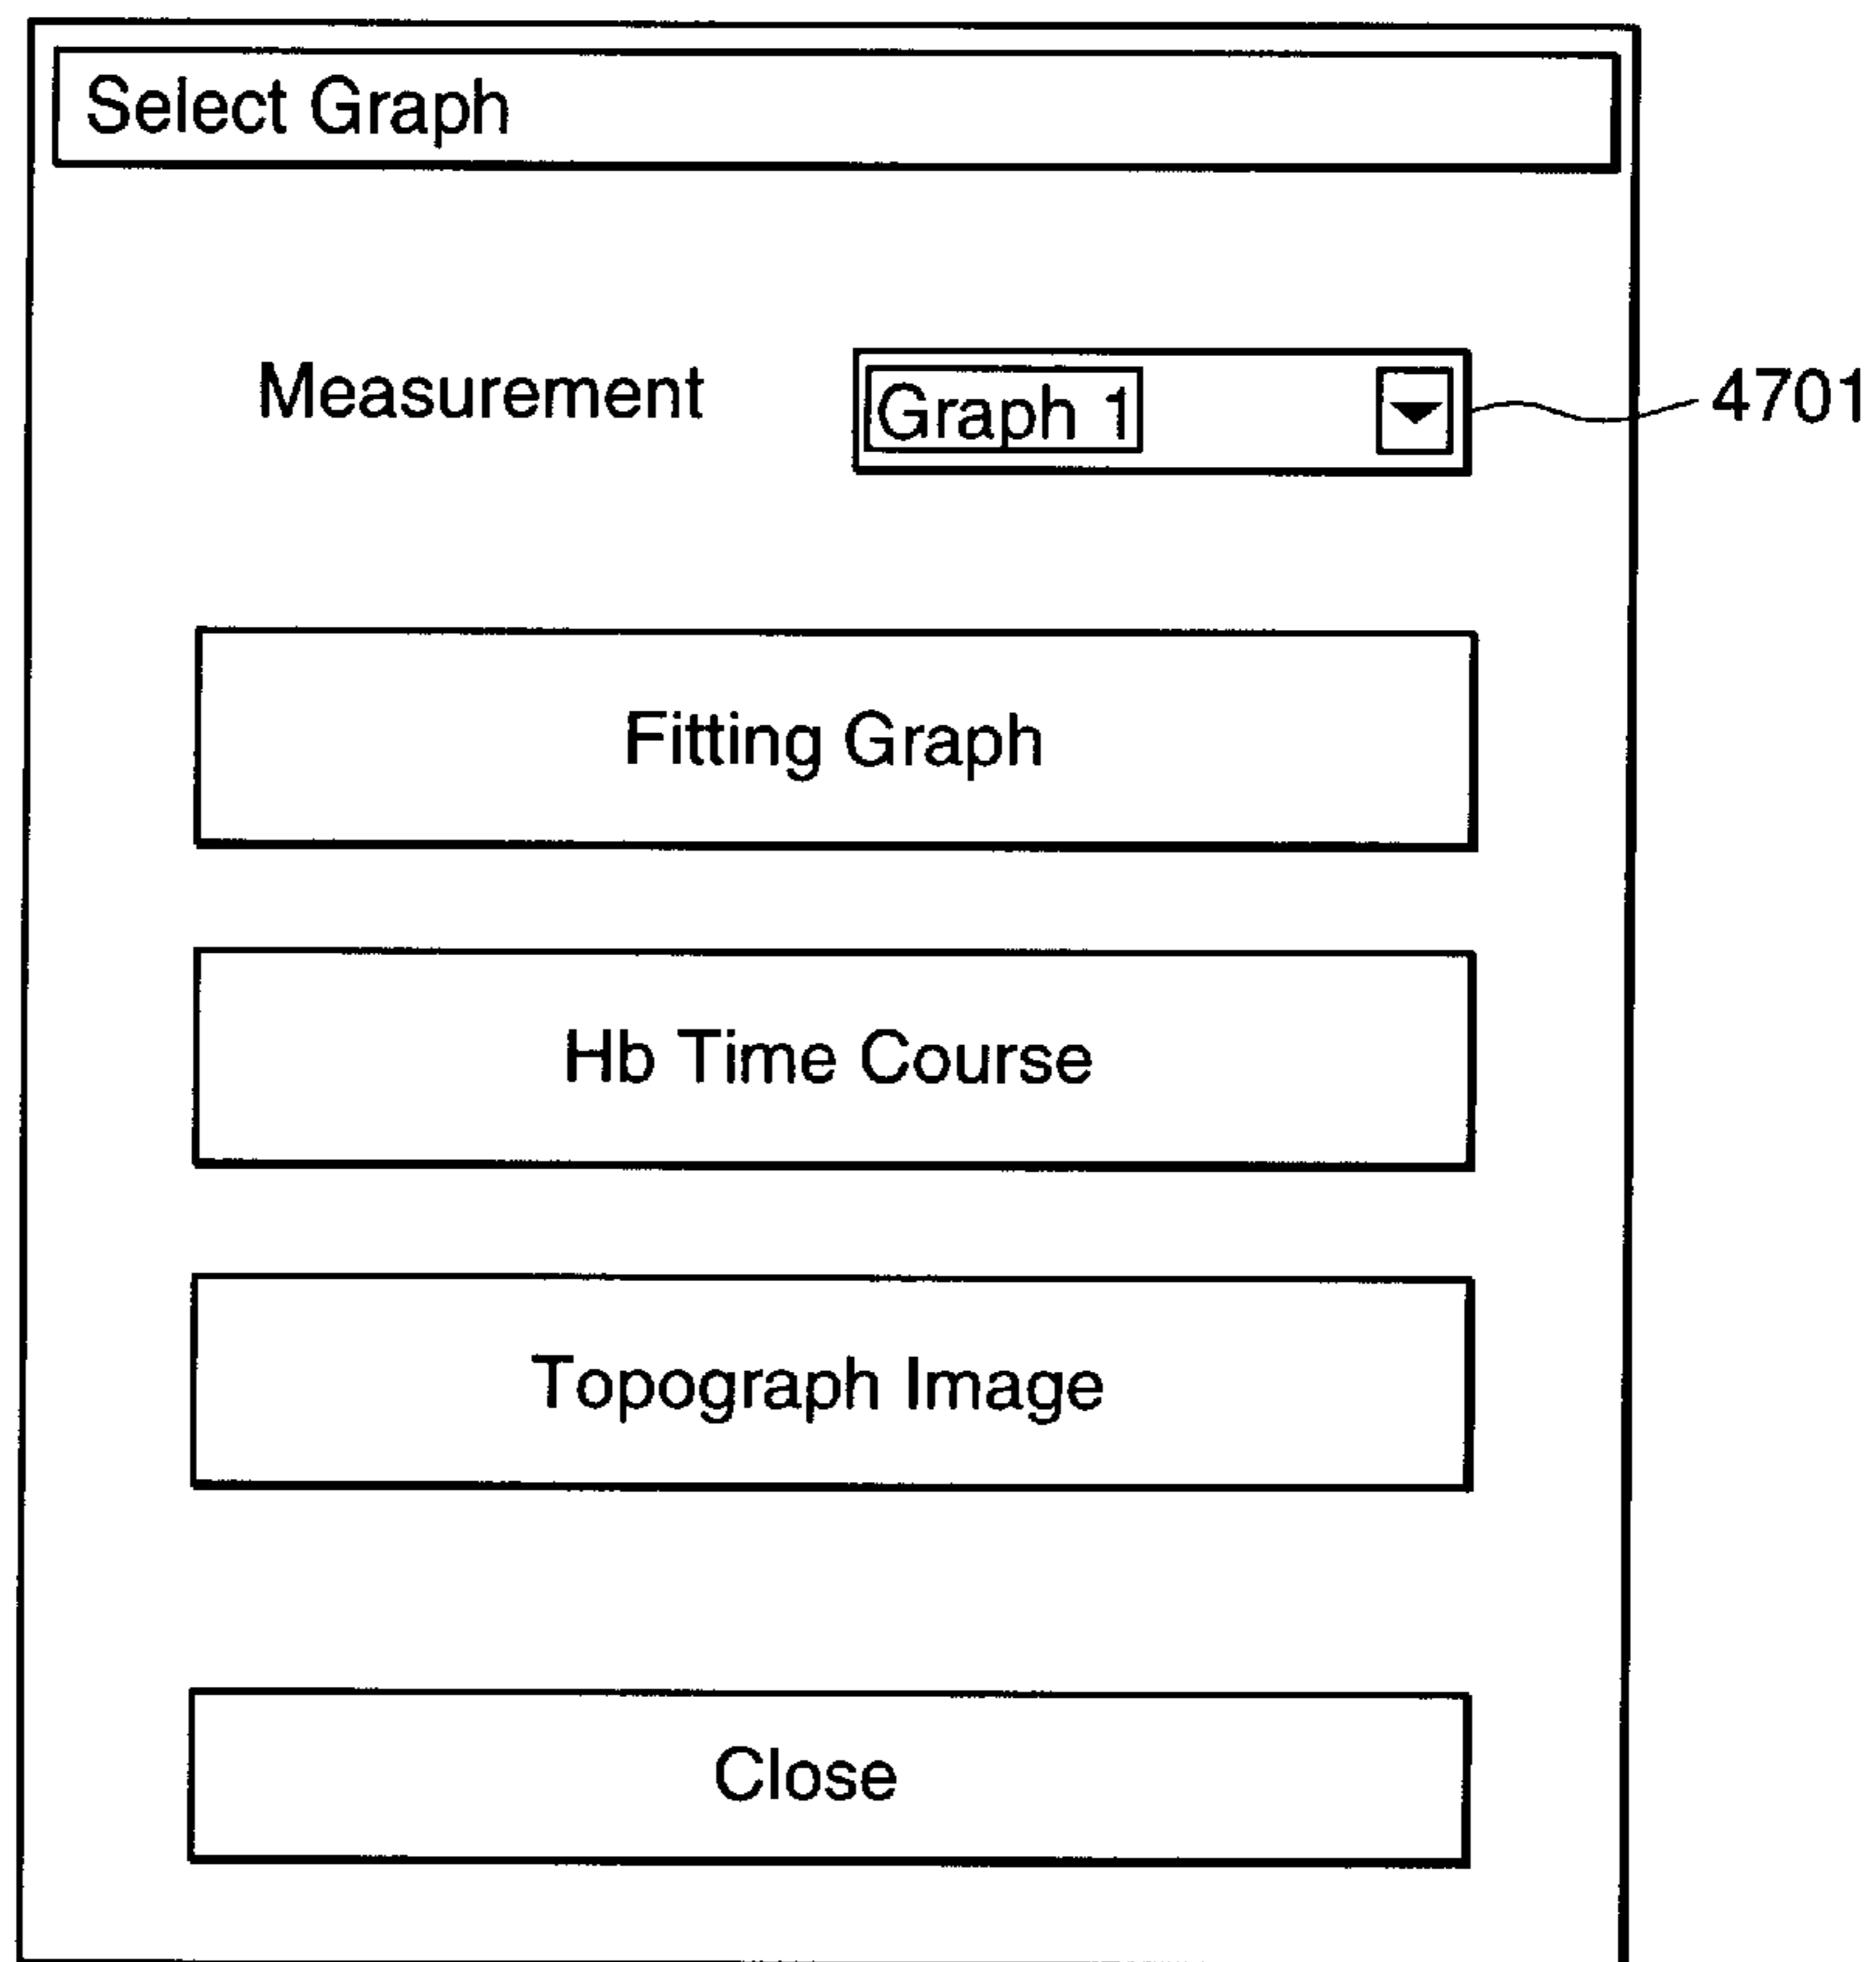 Select Graph
Measurement Graph 1 4701
Fitting Graph
Hb Time Course
Topograph Image
Close